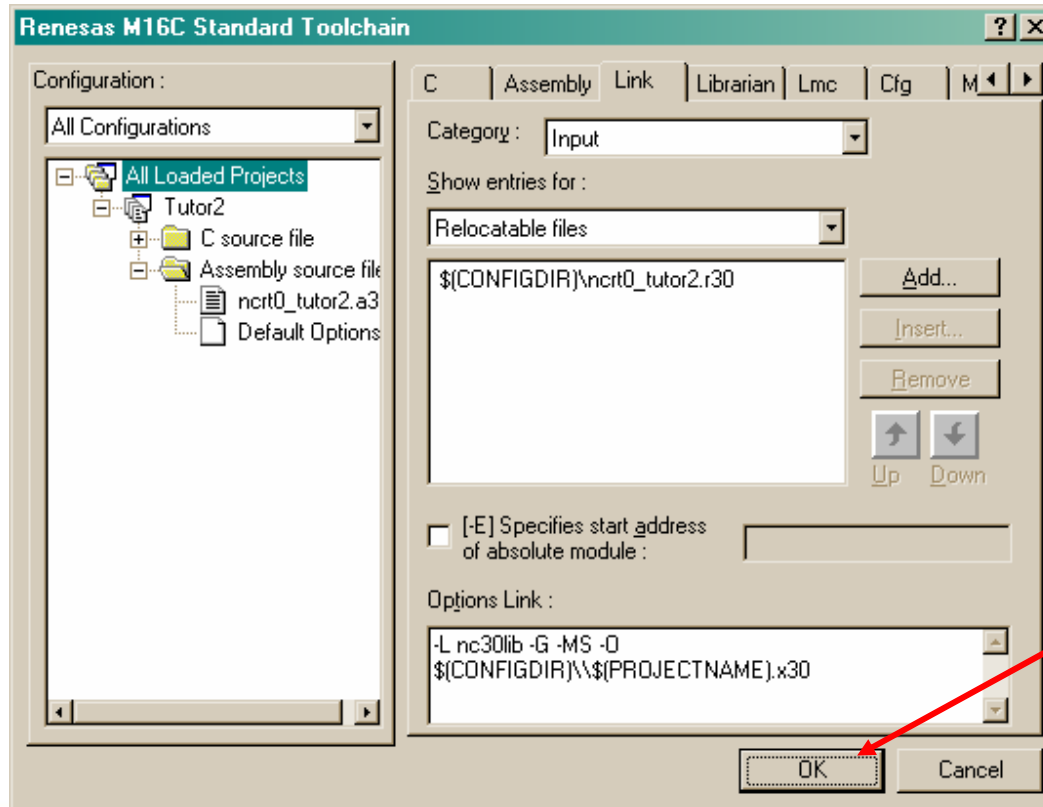 Renesas M16C Standard Toolchain
Configuration :
All Configurations
All Loaded Projects
Tutor2
C source file
Assembly source file
ncrt0_tutor2.a3
Default Options
C Assembly Link Librarian Lmc Cfg M
Category : Input
Show entries for :
Relocatable files
$(CONFIGDIR)\ncrt0_tutor2.r30
Add...
Insert...
Remove
Up Down
[-E] Specifies start address
of absolute module :
Options Link :
-L nc30lib -G -MS -O
$(CONFIGDIR)\\$(PROJECTNAME).x30
OK Cancel